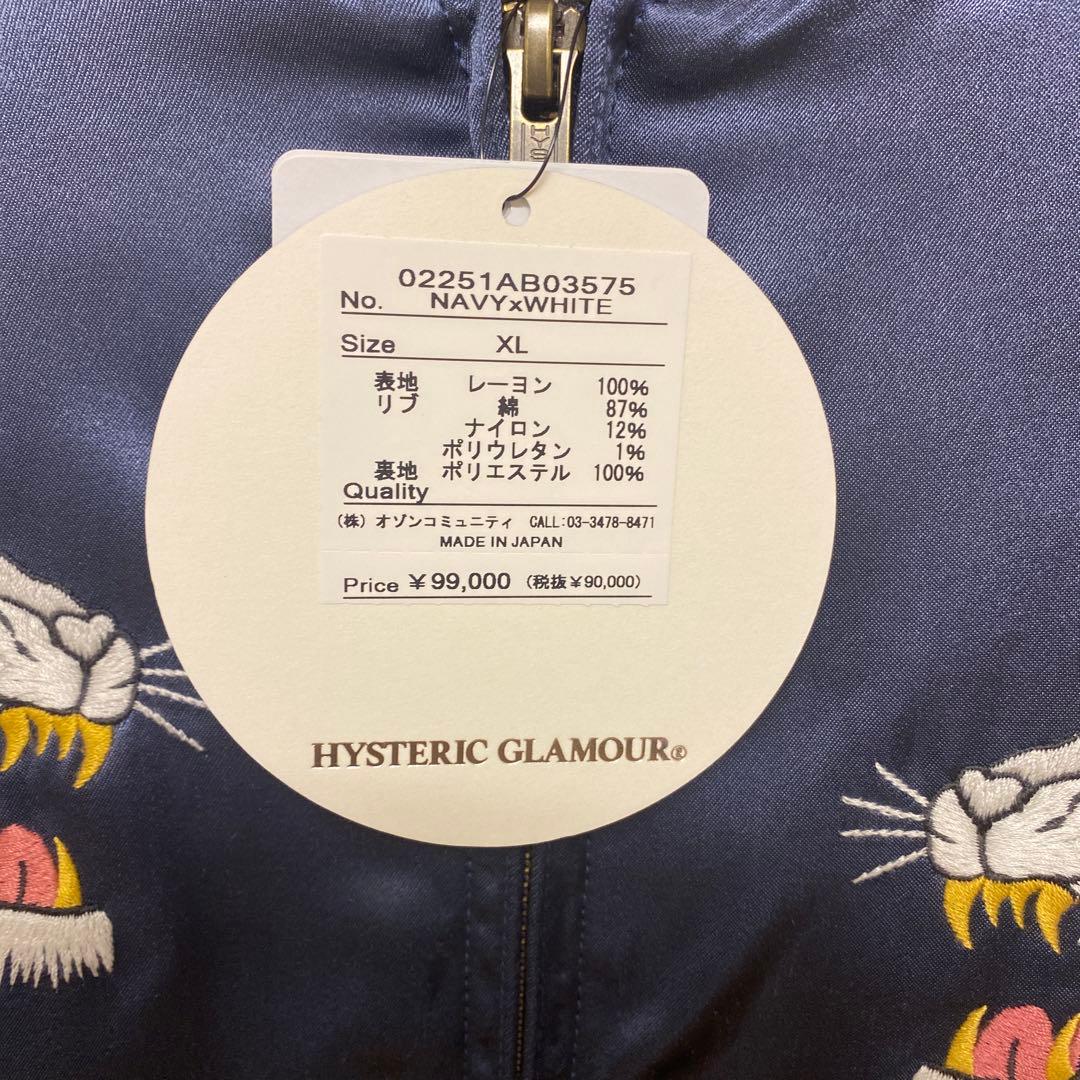 02251AB03575
No. NAVYxWHITE
Size XL
表地 レーヨン 100%
リブ 綿 87%
ナイロン 12%
ポリウレタン 1%
裏地 ポリエステル 100%
Quality
(株) オゾンコミュニティ CALL:03-3478-8471
MADE IN JAPAN
Price ¥99,000 (税抜¥90,000)
HYSTERIC GLAMOUR®